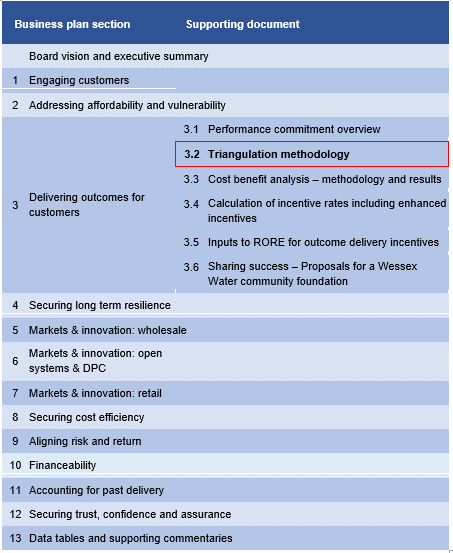 Business plan section Supporting document
Board vision and executive summary
1 Engaging customers
2 Addressing affordability and vulnerability
3 Delivering outcomes for
customers
3.1 Performance commitment overview
3.2 Triangulation methodology
3.3 Cost benefit analysis – methodology and results
3.4 Calculation of incentive rates including enhanced
incentives
3.5 Inputs to RORE for outcome delivery incentives
3.6 Sharing success – Proposals for a Wessex
Water community foundation
4 Securing long term resilience
5 Markets & innovation: wholesale
6 Markets & innovation: open
systems & DPC
7 Markets & innovation: retail
8 Securing cost efficiency
9 Aligning risk and return
10 Financeability
11 Accounting for past delivery
12 Securing trust, confidence and assurance
13 Data tables and supporting commentaries